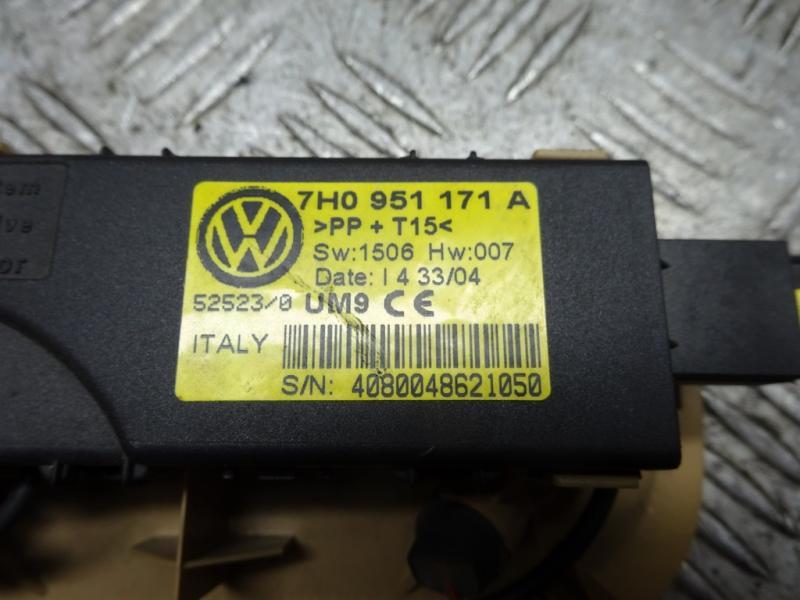 7H0 951 171 A
>PP + T15<
Sw:1506 Hw:007
Date: I 4 33/04
52523/0 UM9 CE
ITALY
S/N: 4080048621050